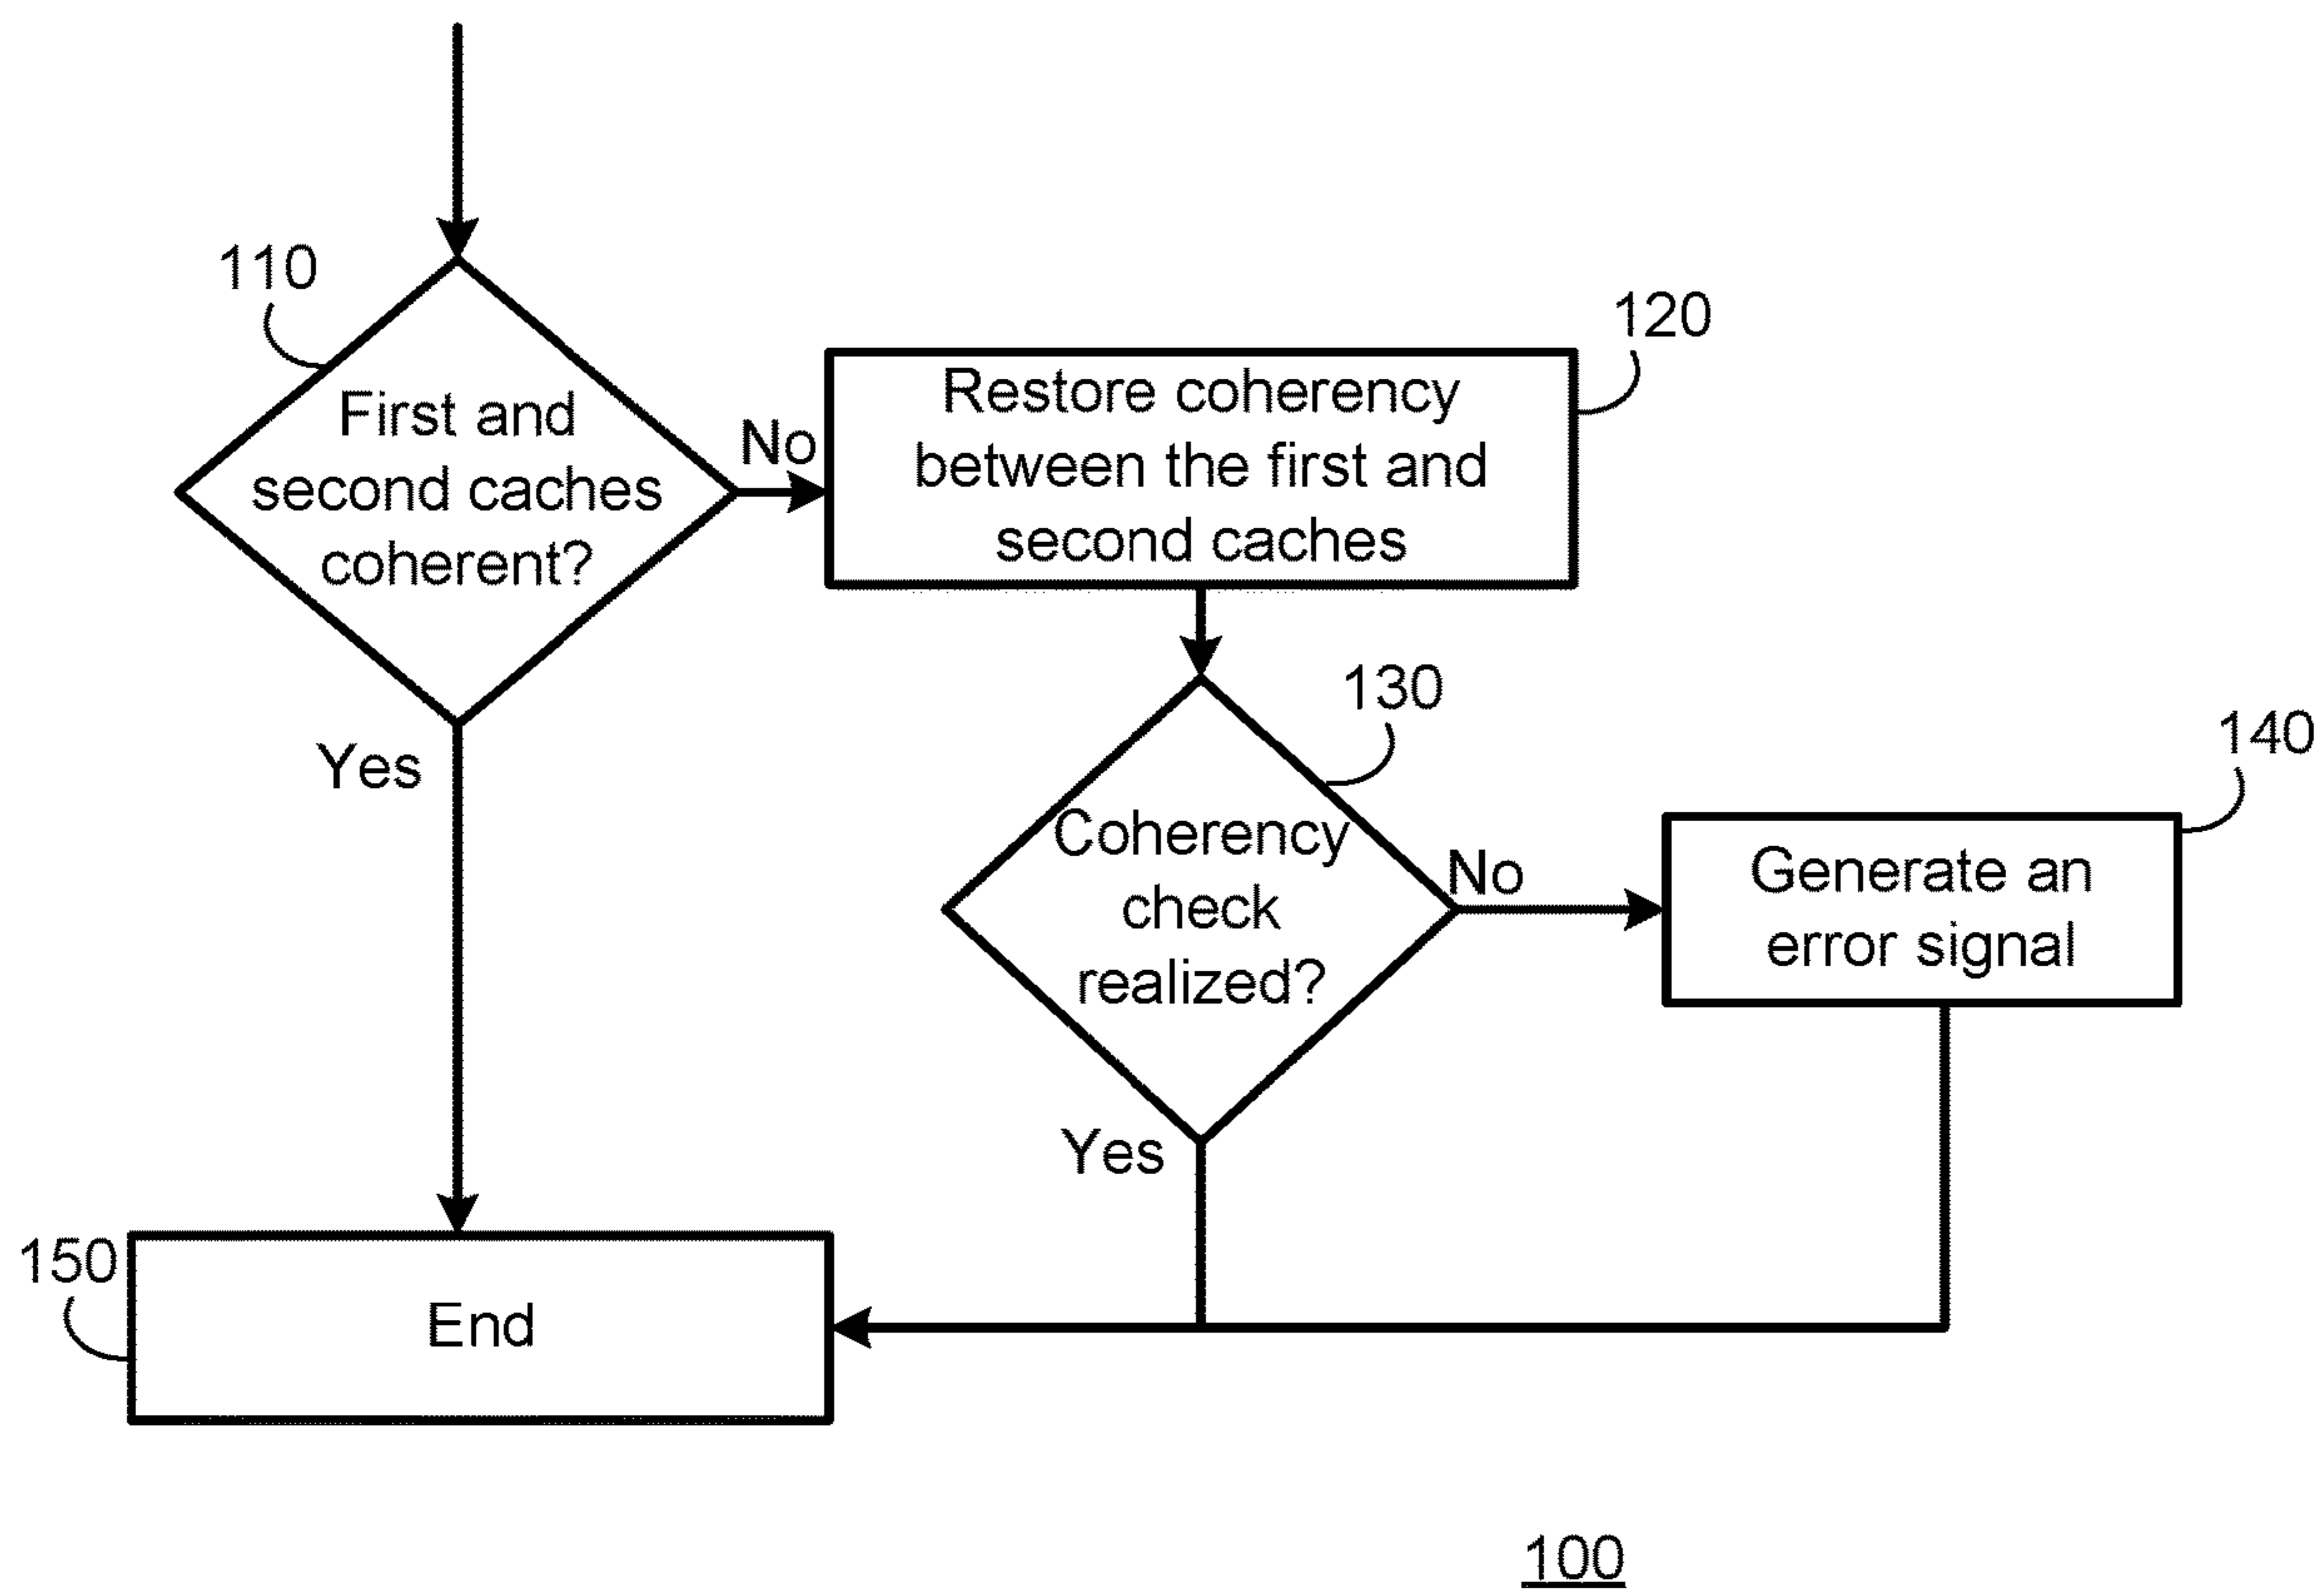 110
First and
second caches
coherent?
No
Yes
120
Restore coherency
between the first and
second caches
130
Coherency
check
realized?
No
Yes
140
Generate an
error signal
150
End
100